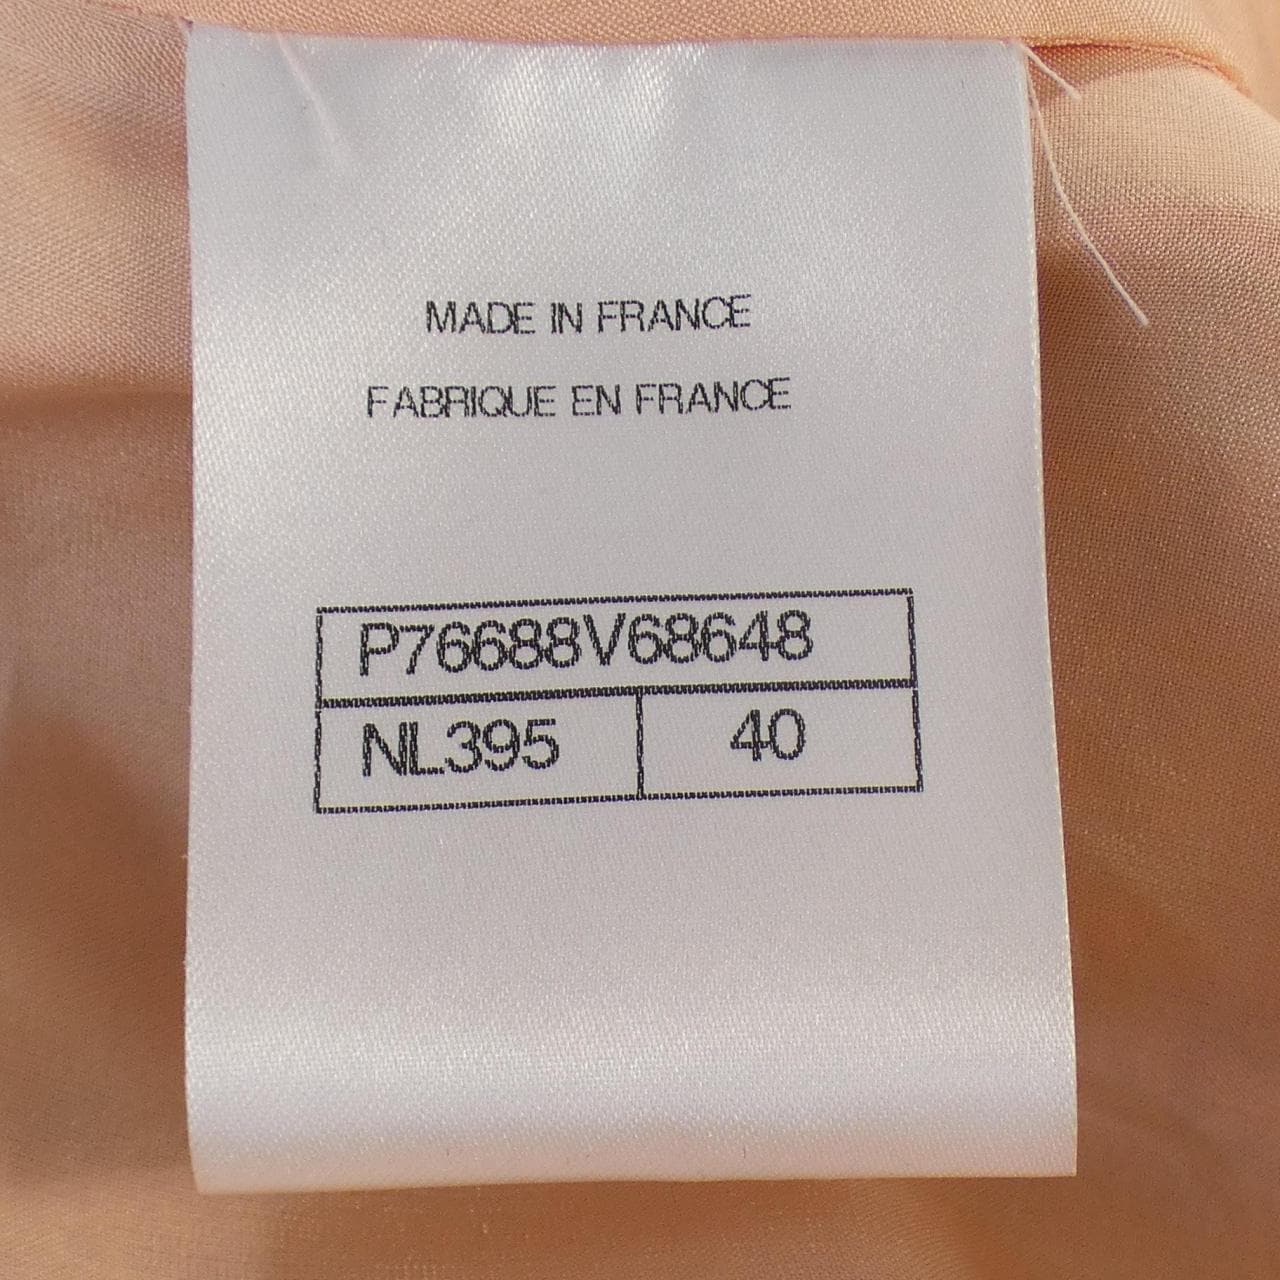 MADE IN FRANCE
FABRIQUE EN FRANCE
P76688V68648
NL395 40